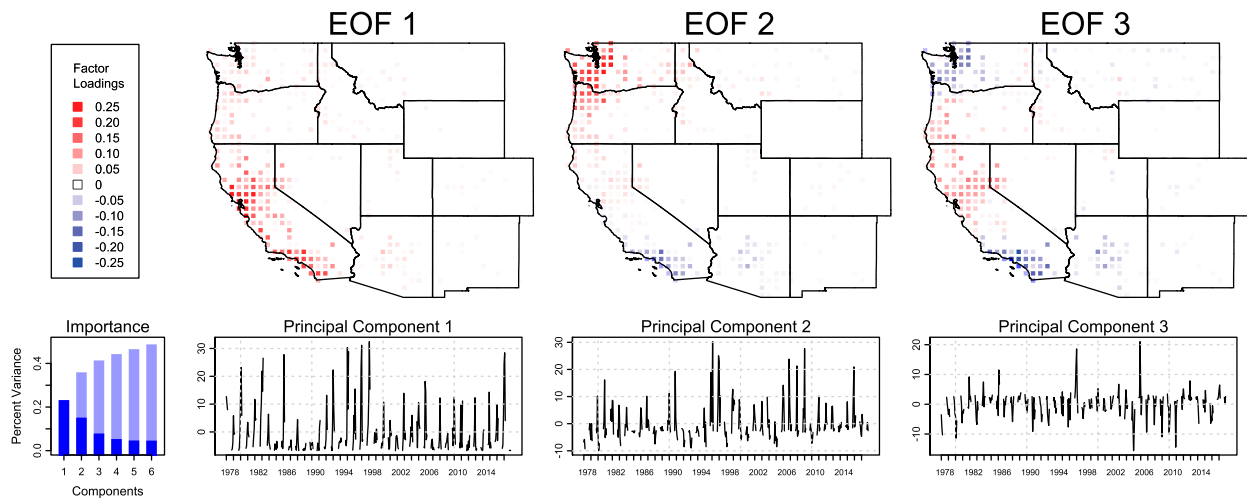 EOF 1
EOF 2
EOF 3
Factor
Loadings
0.25
0.20
0.15
0.10
0.05
0
-0.05
-0.10
-0.15
-0.20
-0.25
Importance
Percent Variance
0.4
0.2
0.0
1 2 3 4 5 6
Components
Principal Component 1
30
20
10
0
1978 1982 1986 1990 1994 1998 2002 2006 2010 2014
Principal Component 2
30
20
10
0
-10
1978 1982 1986 1990 1994 1998 2002 2006 2010 2014
Principal Component 3
20
10
0
-10
1978 1982 1986 1990 1994 1998 2002 2006 2010 2014